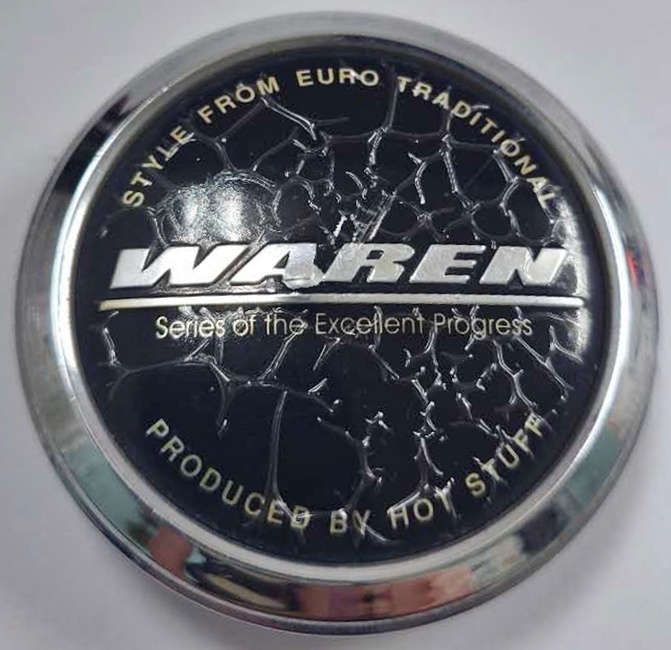 STYLE FROM EURO TRADITIONAL
WAREN
Series of the Excellent Progress
PRODUCED BY HOT STUFF